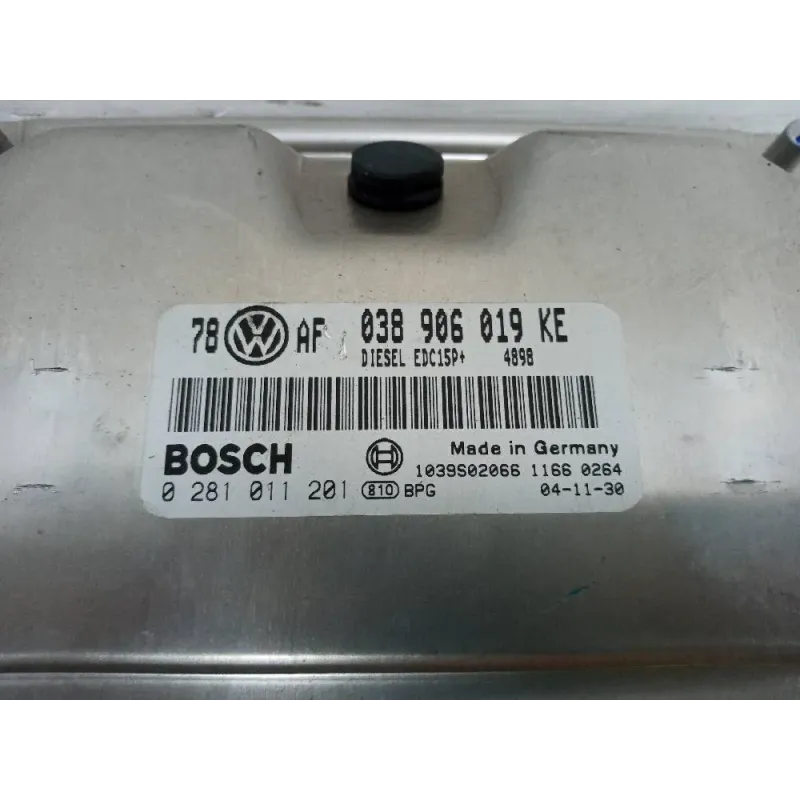 78 VW AF 038 906 019 KE
DIESEL EDC15P+ 4898
BOSCH Made in Germany
1039S02066 1166 0264
0 281 011 201 810 BPG 04-11-30